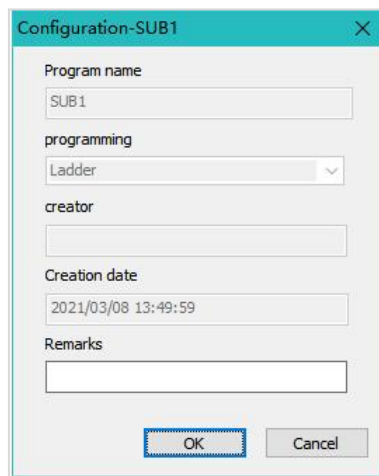 Configuration-SUB1
Program name
SUB1
programming
Ladder
creator
Creation date
2021/03/08 13:49:59
Remarks
OK
Cancel